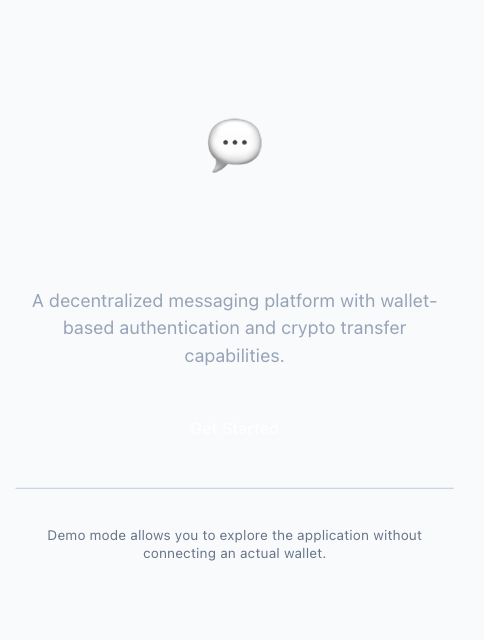 A decentralized messaging platform with wallet-
based authentication and crypto transfer
capabilities.
Get Started
Demo mode allows you to explore the application without
connecting an actual wallet.